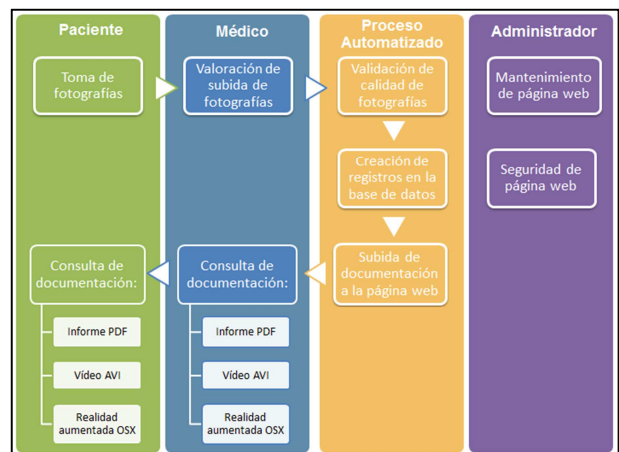 Paciente
Toma de
fotografías
Consulta de
documentación:
Informe PDF
Vídeo AVI
Realidad
aumentada OSX
Médico
Valoración de
subida de
fotografías
Consulta de
documentación:
Informe PDF
Vídeo AVI
Realidad
aumentada OSX
Proceso
Automatizado
Validación de
calidad de
fotografías
Creación de
registros en la
base de datos
Subida de
documentación
a la página web
Administrador
Mantenimiento
de página web
Seguridad de
página web